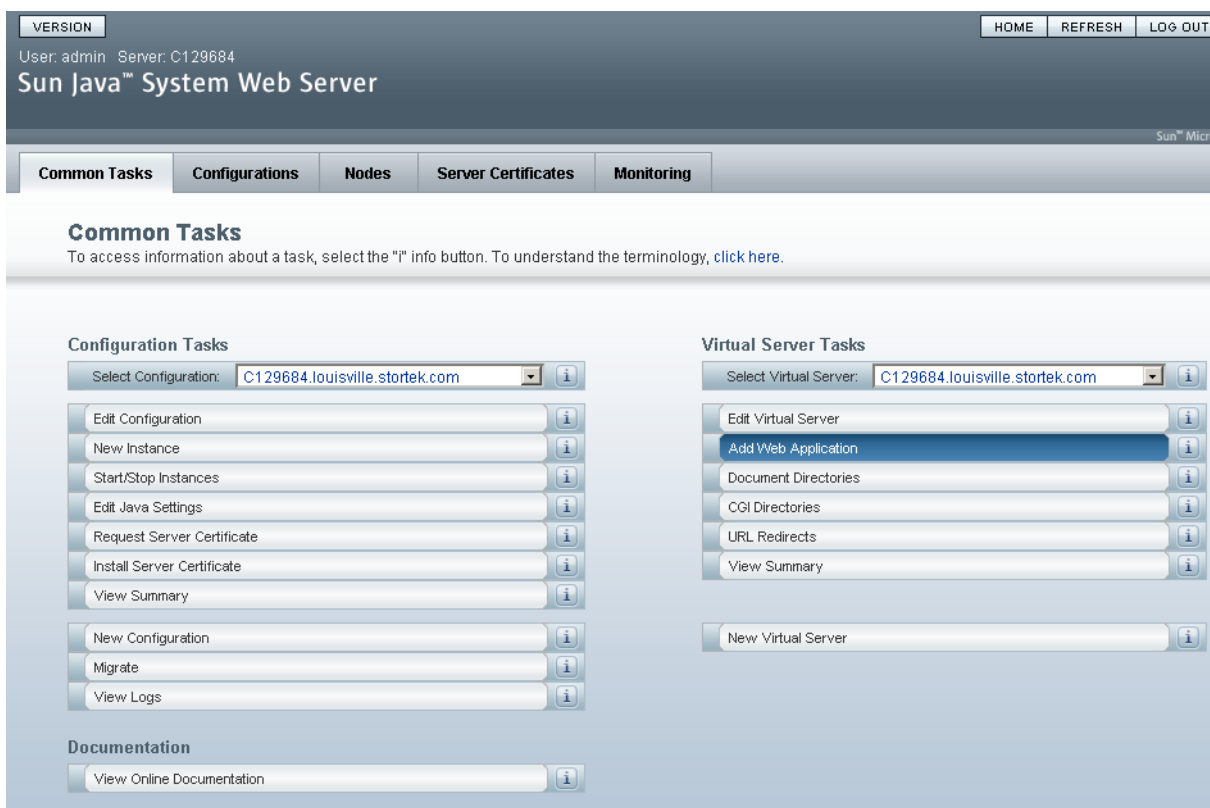 VERSION
HOME REFRESH LOG OUT
User: admin Server: C129684
Sun Java™ System Web Server
Sun™ Micr
Common Tasks Configurations Nodes Server Certificates Monitoring
Common Tasks
To access information about a task, select the "i" info button. To understand the terminology, click here.
Configuration Tasks
Select Configuration: C129684.louisville.stortek.com i
Edit Configuration i
New Instance i
Start/Stop Instances i
Edit Java Settings i
Request Server Certificate i
Install Server Certificate i
View Summary i
New Configuration i
Migrate i
View Logs i
Documentation
View Online Documentation i
Virtual Server Tasks
Select Virtual Server: C129684.louisville.stortek.com i
Edit Virtual Server i
Add Web Application i
Document Directories i
CGI Directories i
URL Redirects i
View Summary i
New Virtual Server i